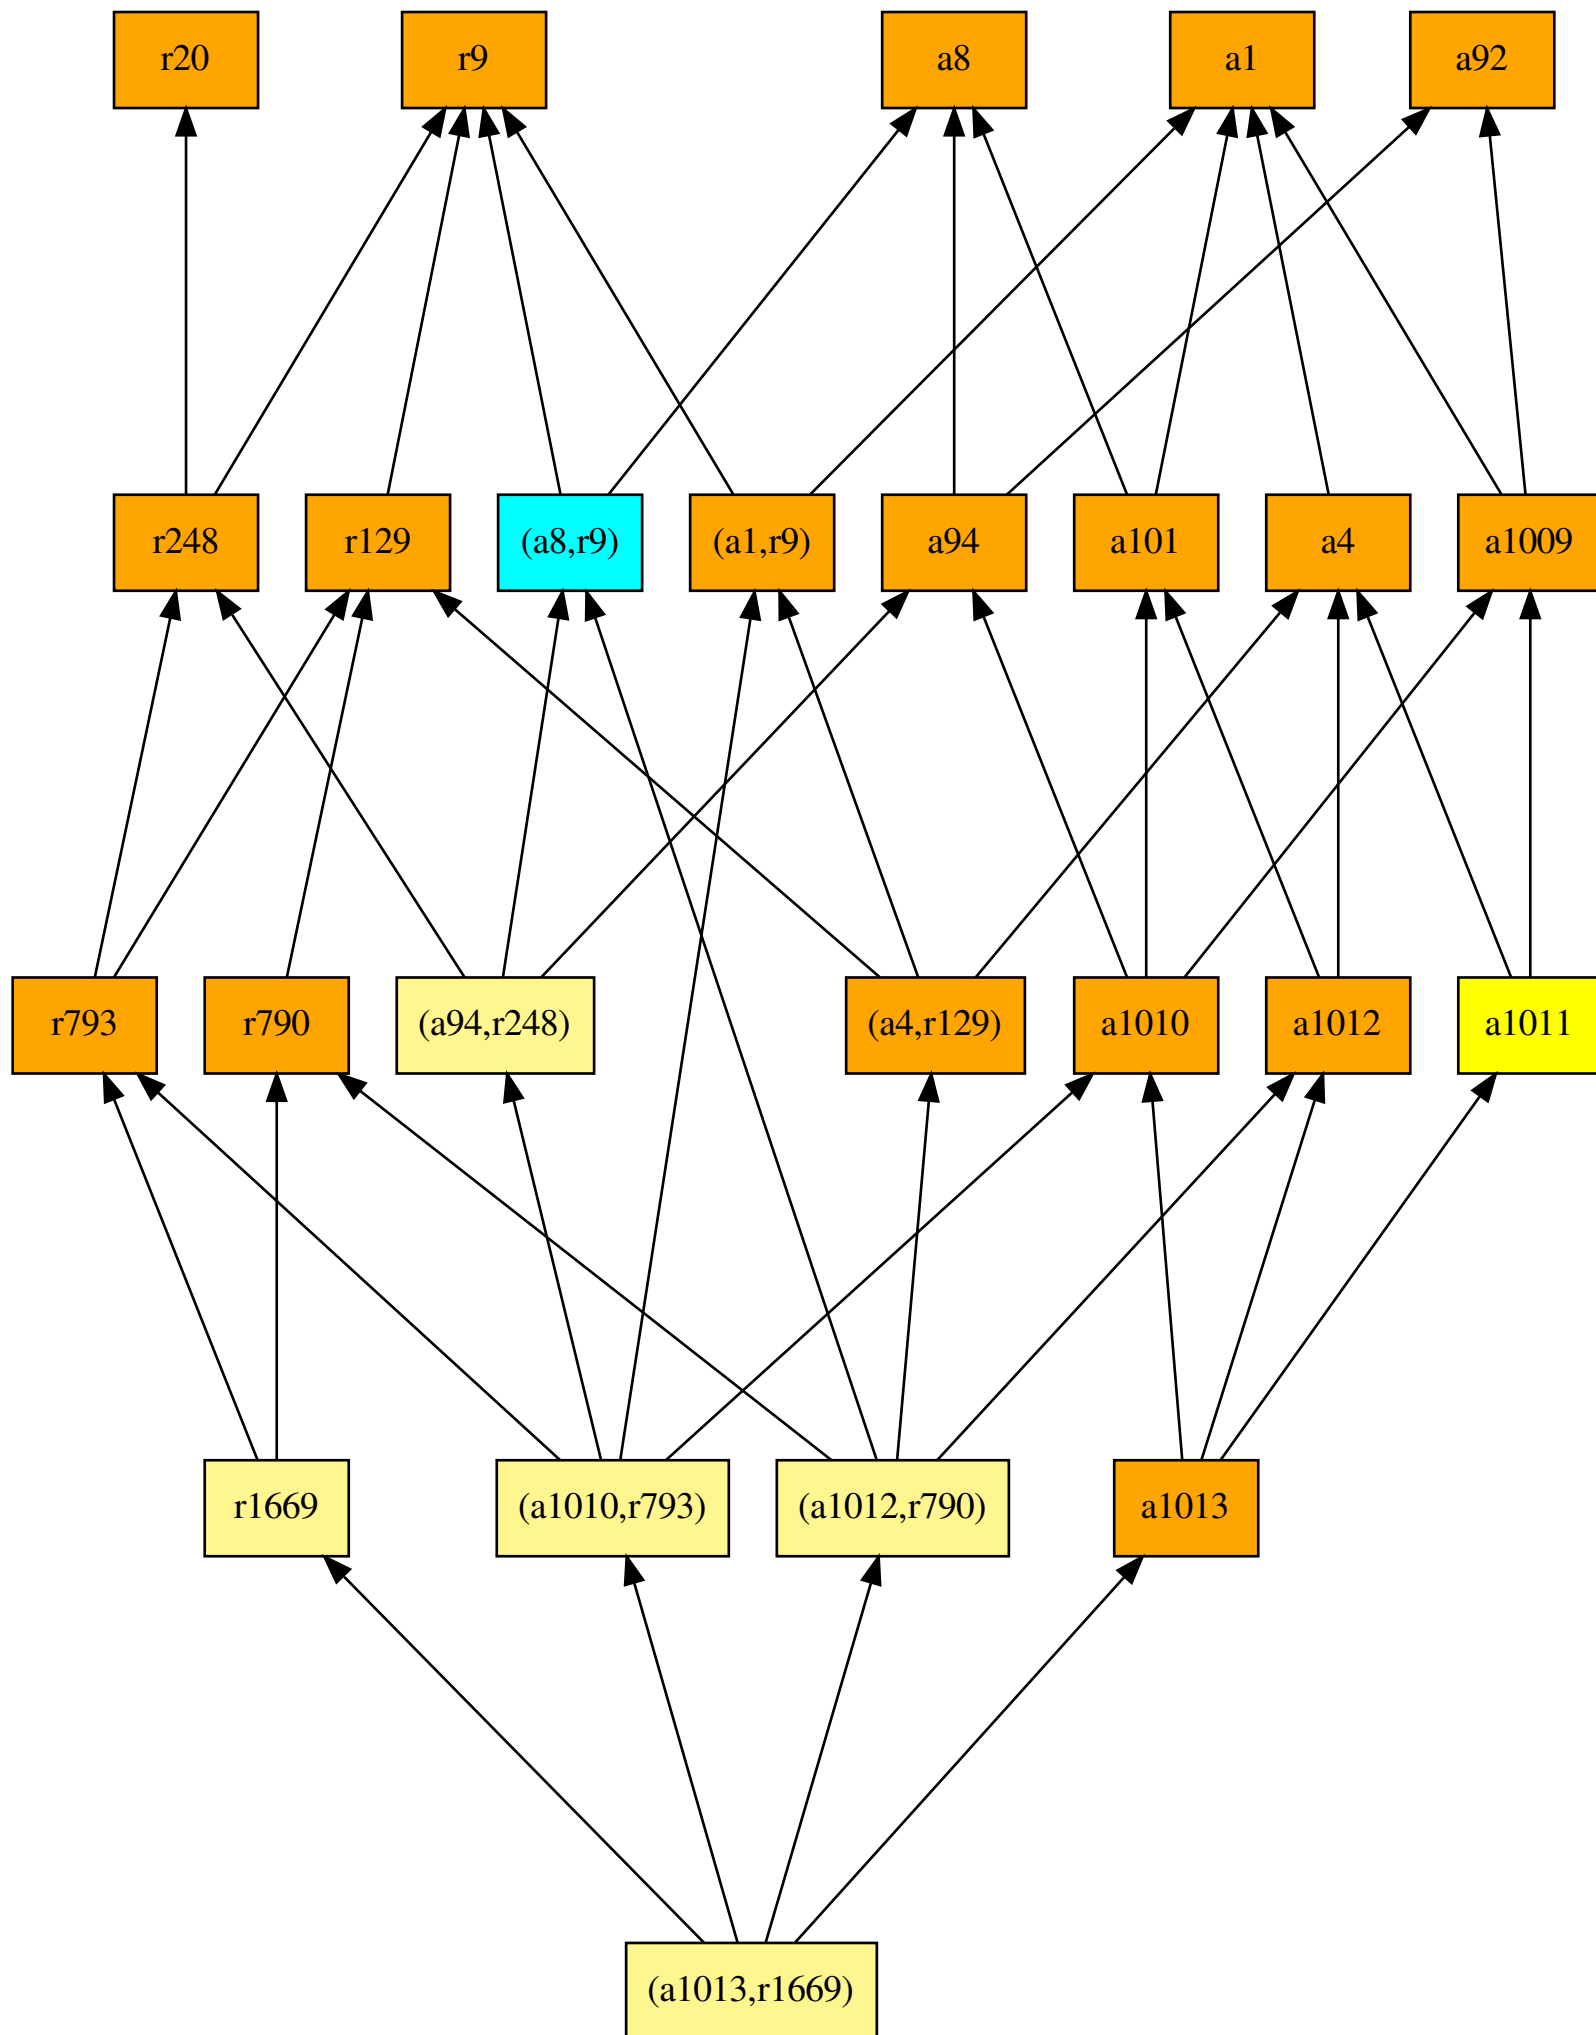 r20
r9
a8
a1
a92
r248
r129
(a8,r9)
(a1,r9)
a94
a101
a4
a1009
r793
r790
(a94,r248)
(a4,r129)
a1010
a1012
a1011
r1669
(a1010,r793)
(a1012,r790)
a1013
(a1013,r1669)